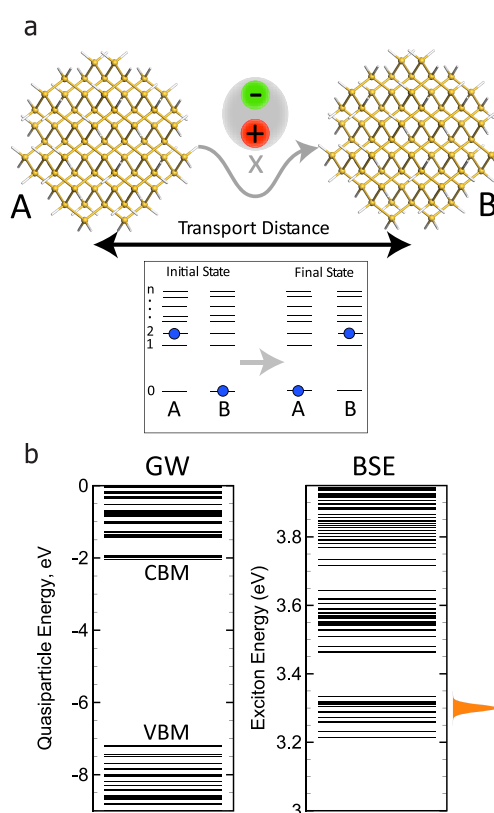 a
-
+
X
A
B
Transport Distance
Initial State
Final State
n
.
.
.
2
1
0
A
B
A
B
b
GW
BSE
Quasiparticle Energy, eV
0
-2
-4
-6
-8
CBM
VBM
Exciton Energy (eV)
3.8
3.6
3.4
3.2
3